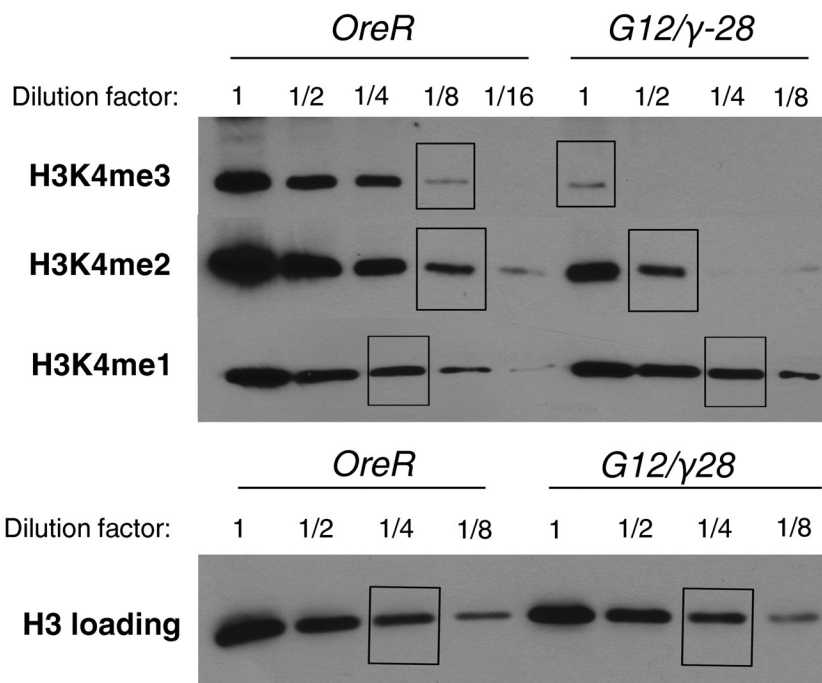 OreR G12/γ-28
Dilution factor: 1 1/2 1/4 1/8 1/16 1 1/2 1/4 1/8
H3K4me3
H3K4me2
H3K4me1
OreR G12/γ28
Dilution factor: 1 1/2 1/4 1/8 1 1/2 1/4 1/8
H3 loading